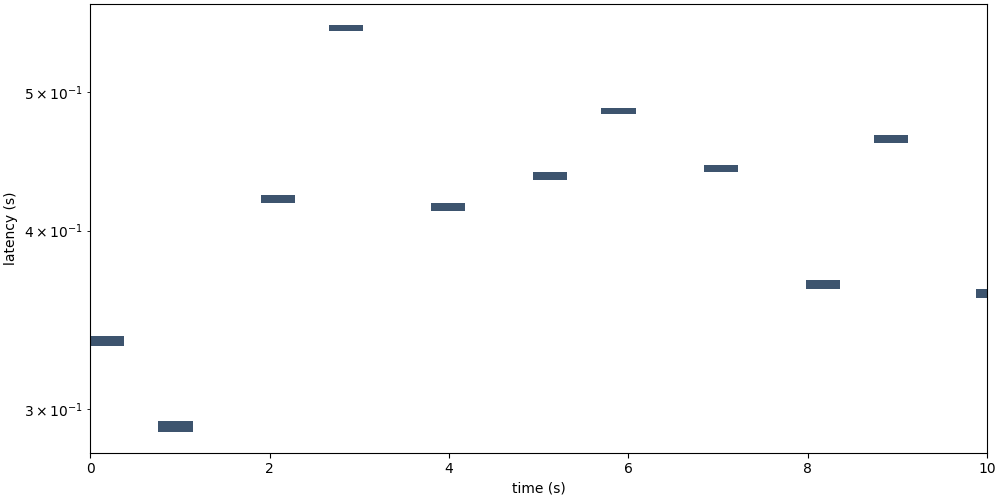 latency (s)
5 × 10⁻¹
4 × 10⁻¹
3 × 10⁻¹
0 2 4 6 8 10
time (s)